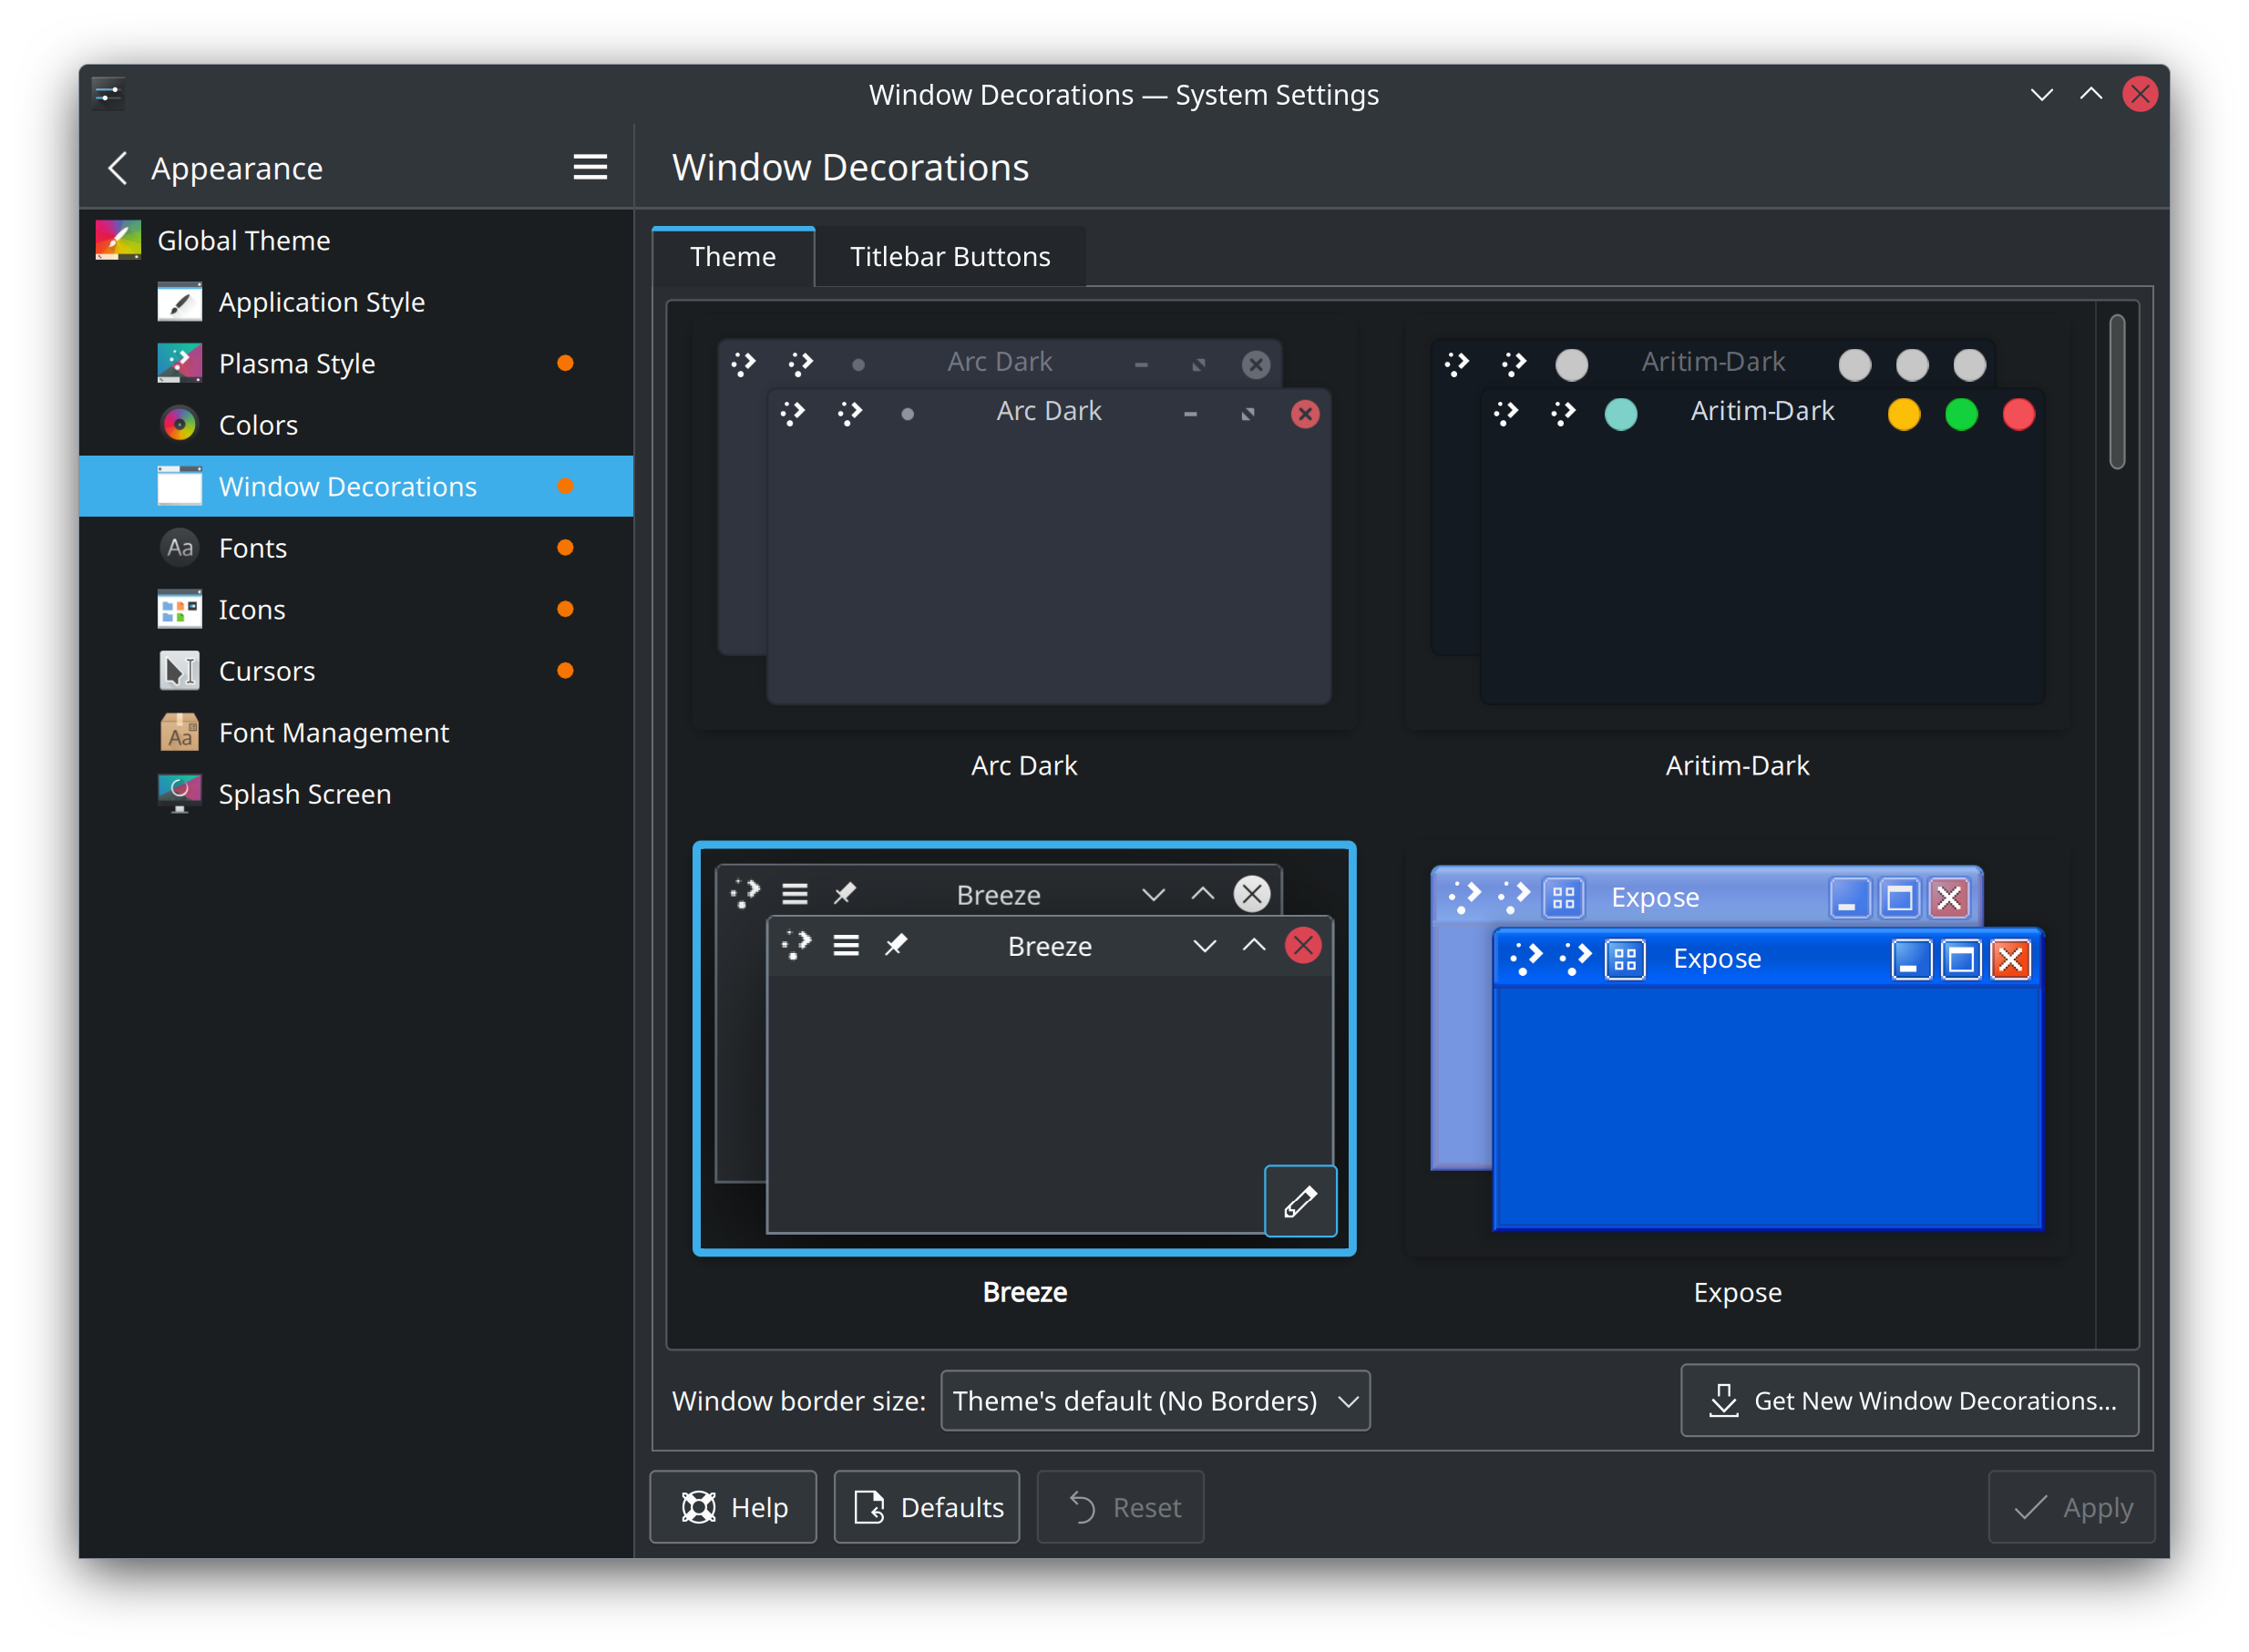 Window Decorations — System Settings
Appearance
Window Decorations
Global Theme
Application Style
Plasma Style
Colors
Window Decorations
Aa Fonts
Icons
Cursors
Aa Font Management
Splash Screen
Theme
Titlebar Buttons
Arc Dark
Arc Dark
Arc Dark
Aritim-Dark
Aritim-Dark
Aritim-Dark
Breeze
Breeze
Breeze
Expose
Expose
Expose
Window border size: Theme's default (No Borders)
Get New Window Decorations...
Help
Defaults
Reset
Apply